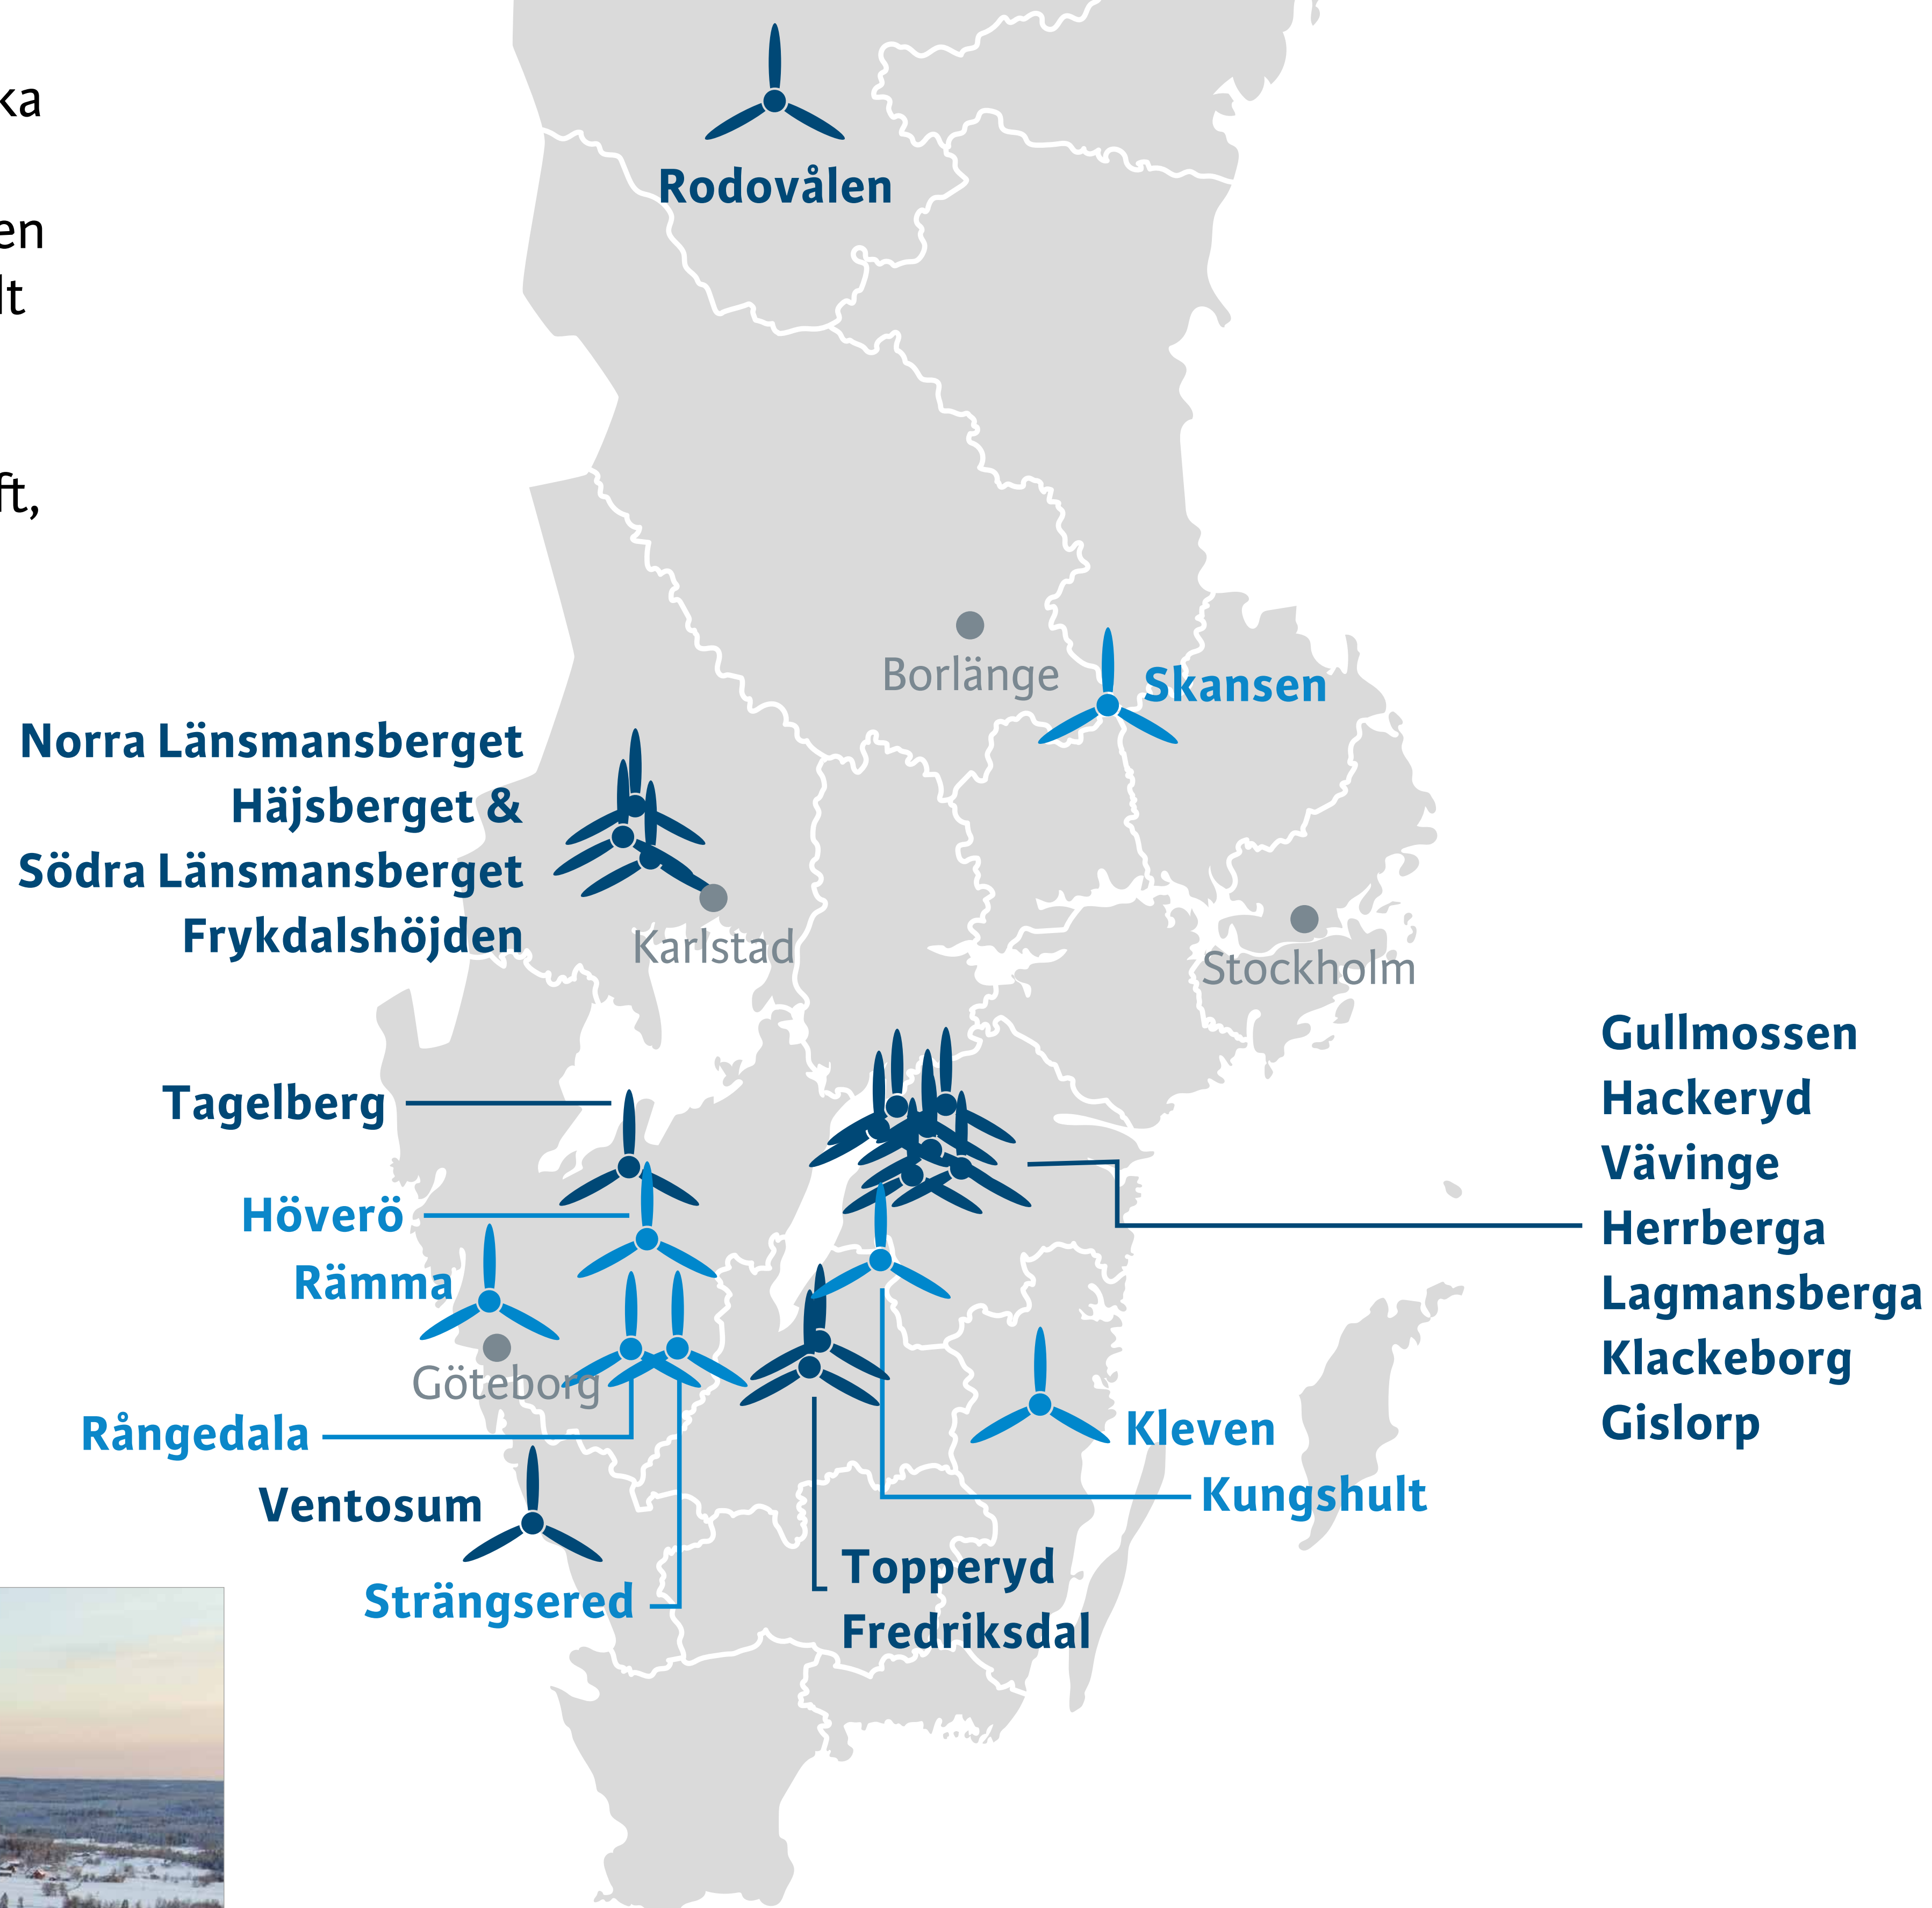 ka
en
lt
ft,
Rodovålen
Borlänge
Skansen
Norra Länsmansberget
Häjsberget &
Södra Länsmansberget
Frykdalshöjden
Karlstad
Stockholm
Gullmossen
Hackeryd
Vävinge
Herrberga
Lagmansberga
Klackeborg
Gislorp
Tagelberg
Höverö
Rämma
Göteborg
Rångedala
Kleven
Kungshult
Ventosum
Strängsered
Topperyd
Fredriksdal